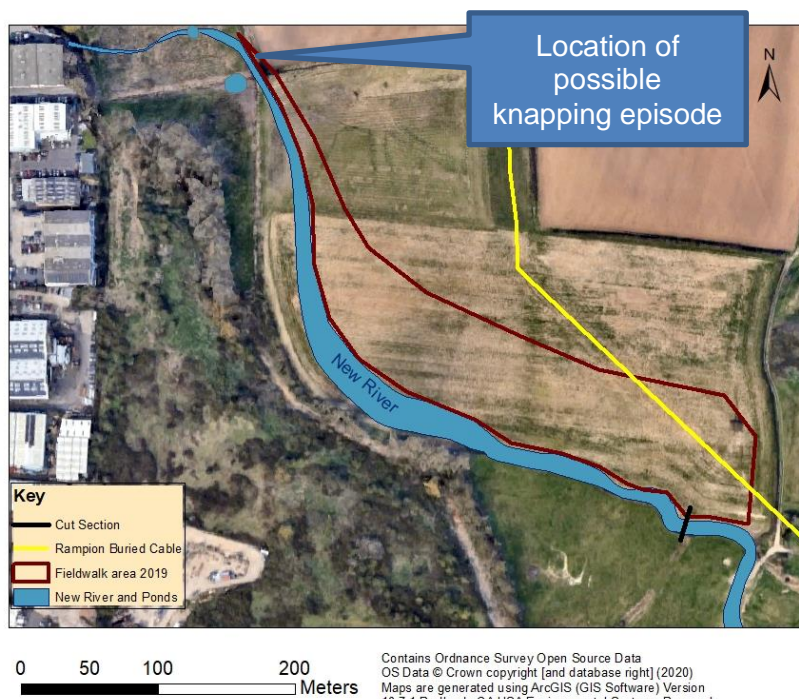 Location of
possible
knapping episode
N
New River
Key
Cut Section
Rampion Buried Cable
Fieldwalk area 2019
New River and Ponds
0 50 100 200
Meters
Contains Ordnance Survey Open Source Data
OS Data © Crown copyright [and database right] (2020)
Maps are generated using ArcGIS (GIS Software) Version